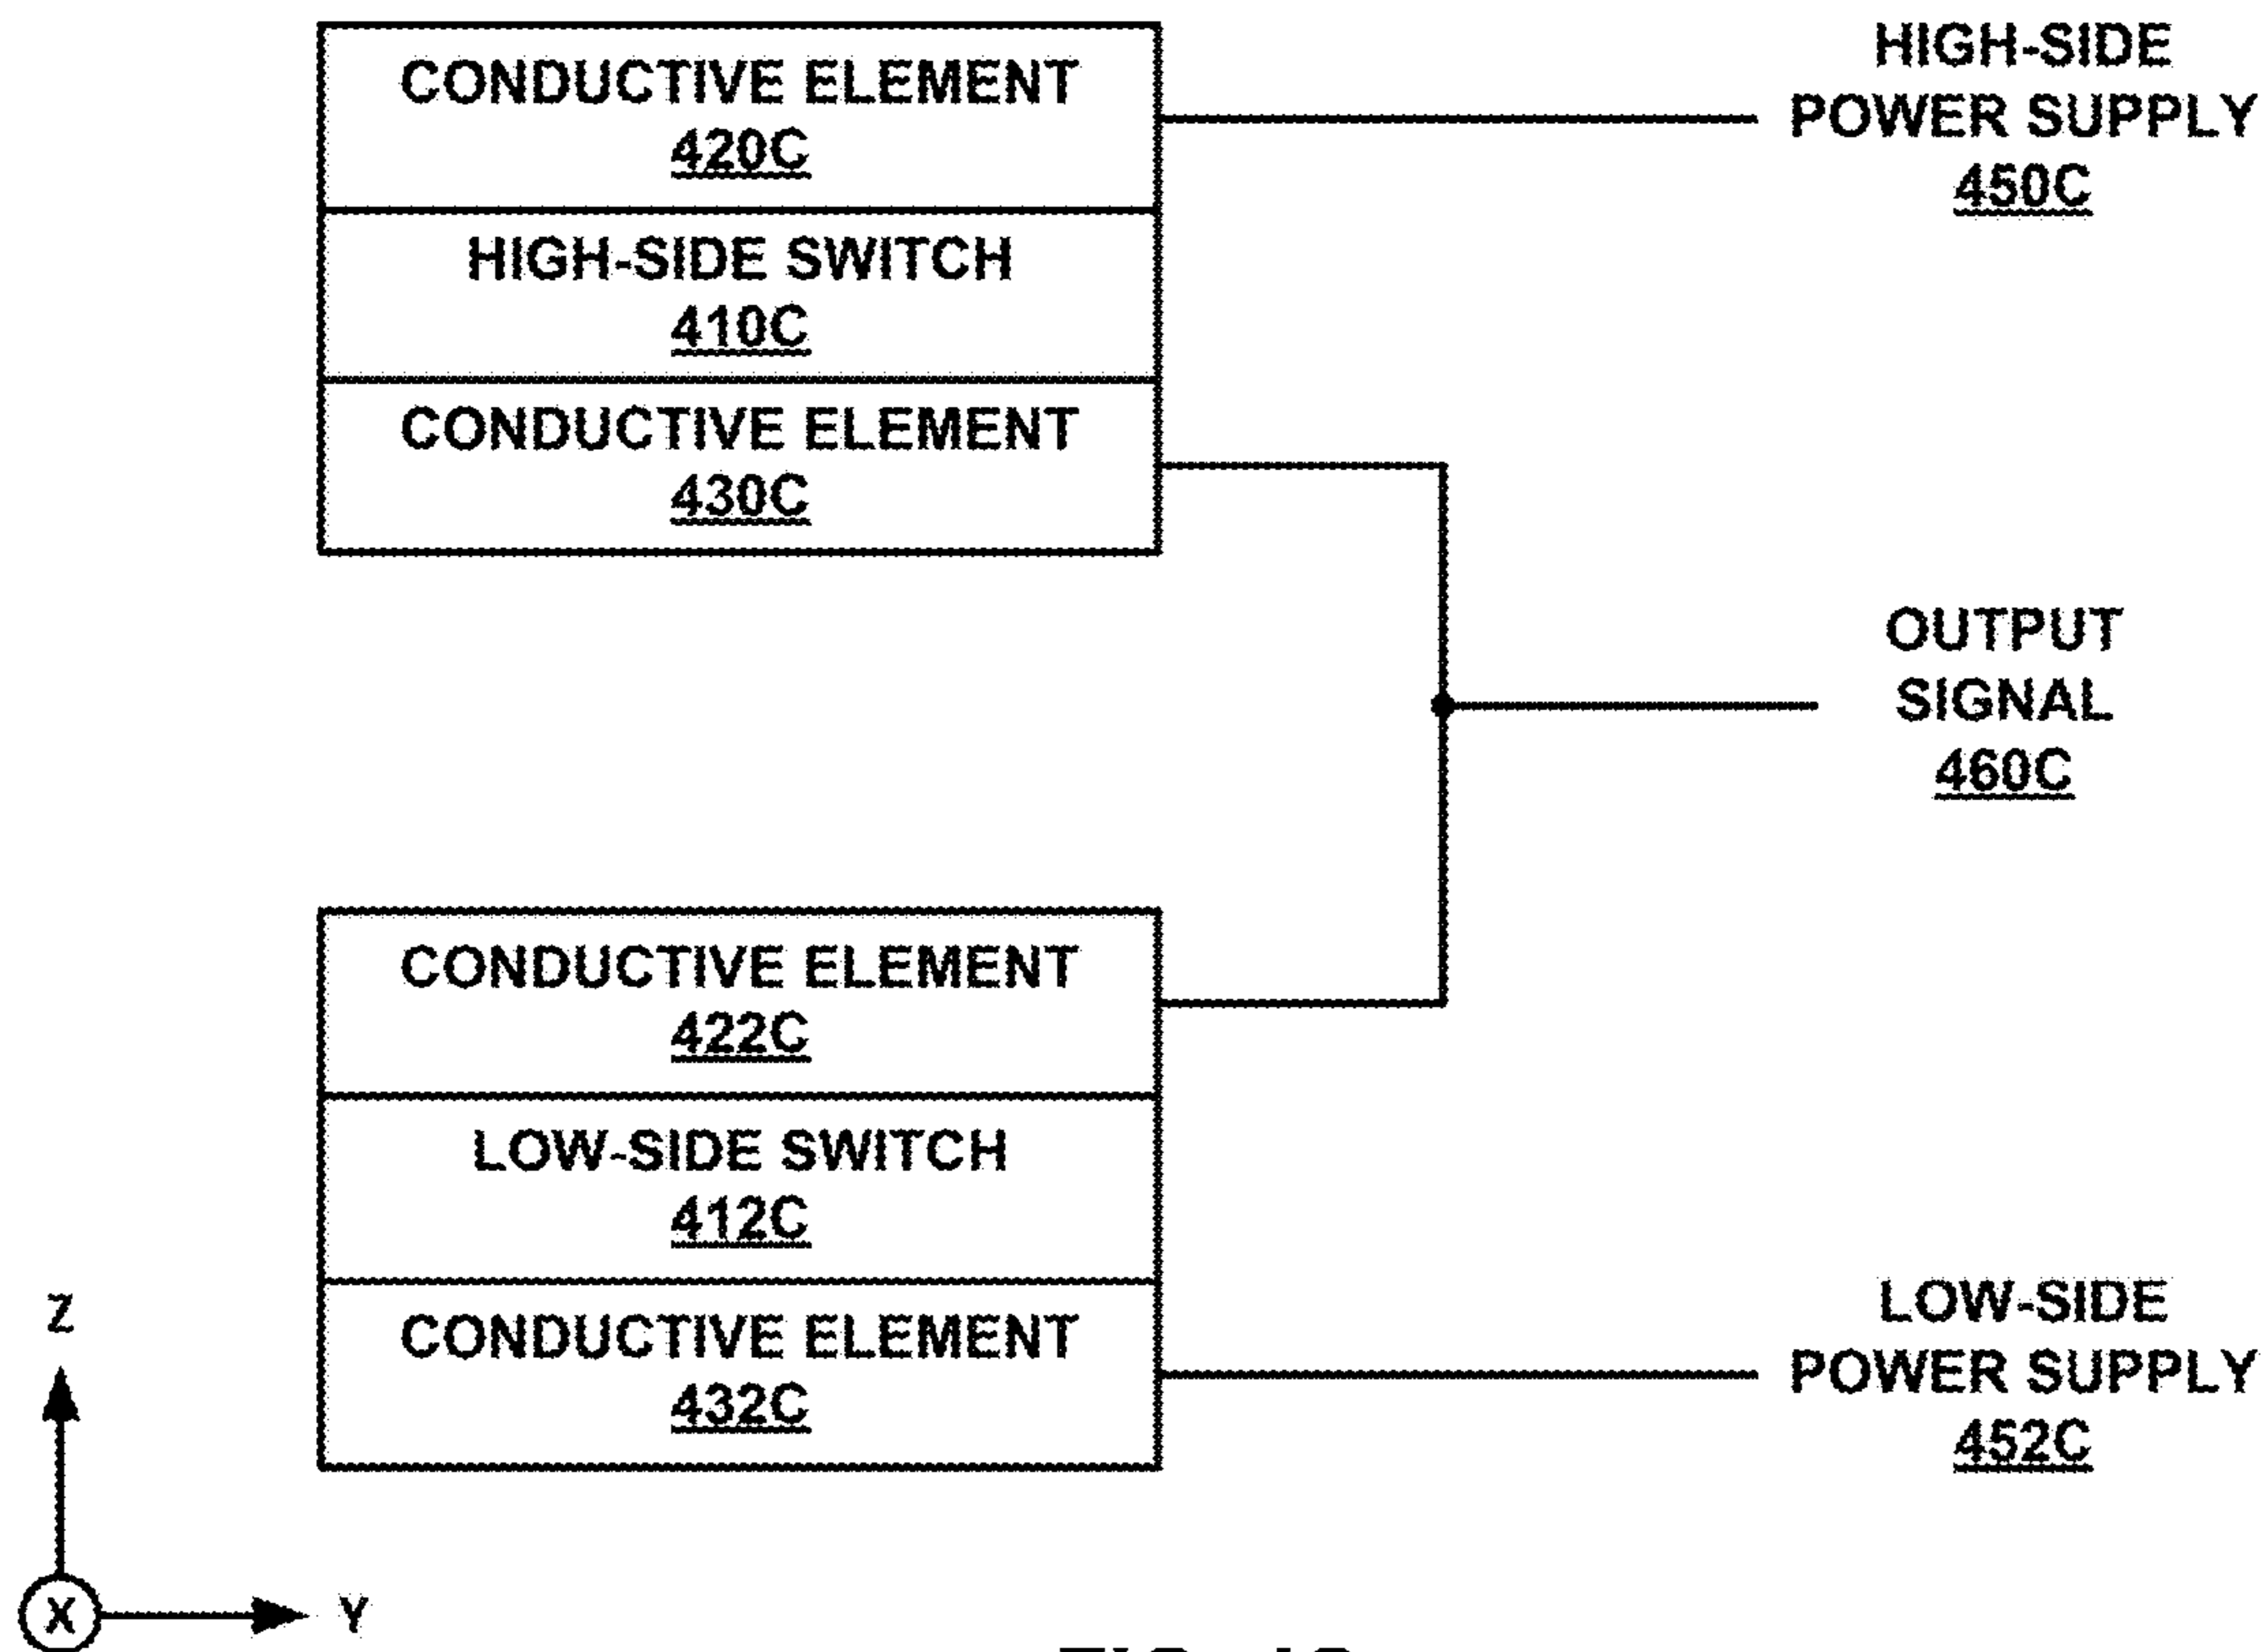 CONDUCTIVE ELEMENT
420C
HIGH-SIDE SWITCH
410C
CONDUCTIVE ELEMENT
430C
HIGH-SIDE
POWER SUPPLY
450C
OUTPUT
SIGNAL
460C
CONDUCTIVE ELEMENT
422C
LOW-SIDE SWITCH
412C
CONDUCTIVE ELEMENT
432C
LOW-SIDE
POWER SUPPLY
452C
Z
X
Y